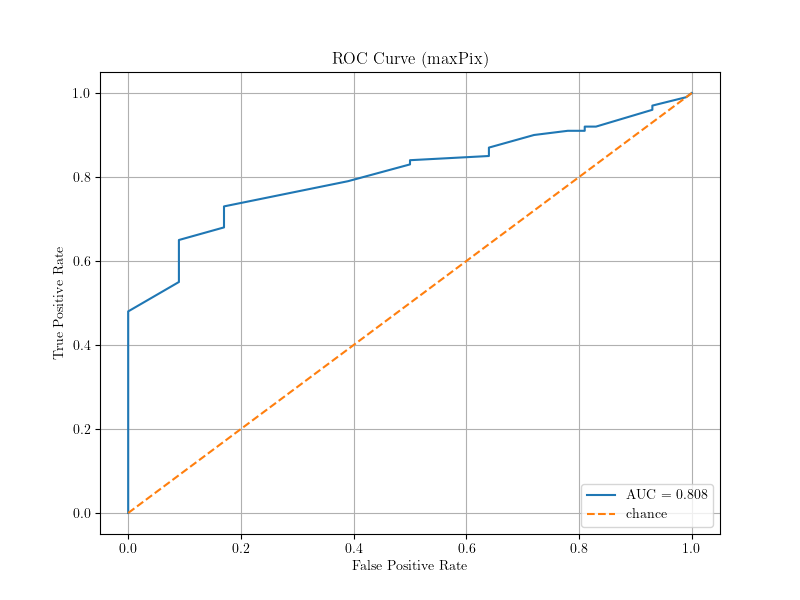 ROC Curve (maxPix)
True Positive Rate
1.0
0.8
0.6
0.4
0.2
0.0
AUC = 0.808
chance
0.0 0.2 0.4 0.6 0.8 1.0
False Positive Rate